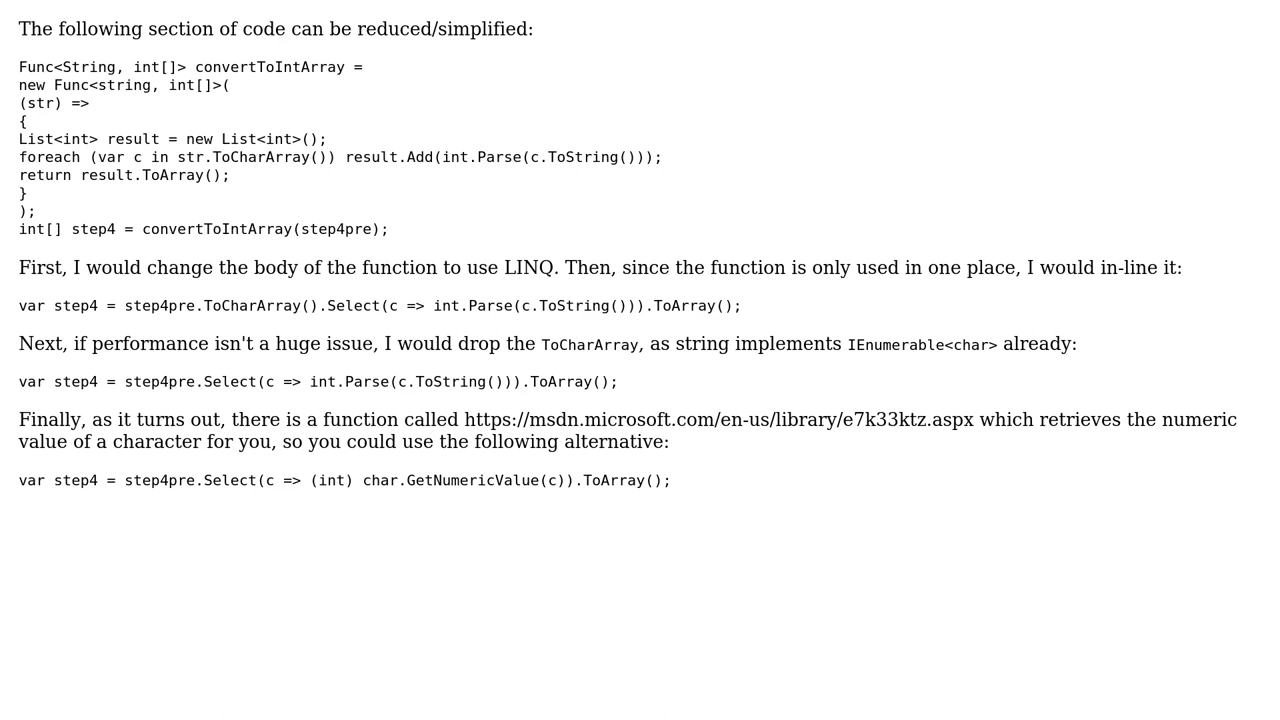 The following section of code can be reduced/simplified:
Func<String, int[]> convertToIntArray =
new Func<string, int[]>(
(str) =>
{
List<int> result = new List<int>();
foreach (var c in str.ToCharArray()) result.Add(int.Parse(c.ToString()));
return result.ToArray();
}
);
int[] step4 = convertToIntArray(step4pre);
First, I would change the body of the function to use LINQ. Then, since the function is only used in one place, I would in-line it:
var step4 = step4pre.ToCharArray().Select(c => int.Parse(c.ToString())).ToArray();
Next, if performance isn't a huge issue, I would drop the ToCharArray, as string implements IEnumerable<char> already:
var step4 = step4pre.Select(c => int.Parse(c.ToString())).ToArray();
Finally, as it turns out, there is a function called https://msdn.microsoft.com/en-us/library/e7k33ktz.aspx which retrieves the numeric
value of a character for you, so you could use the following alternative:
var step4 = step4pre.Select(c => (int) char.GetNumericValue(c)).ToArray();